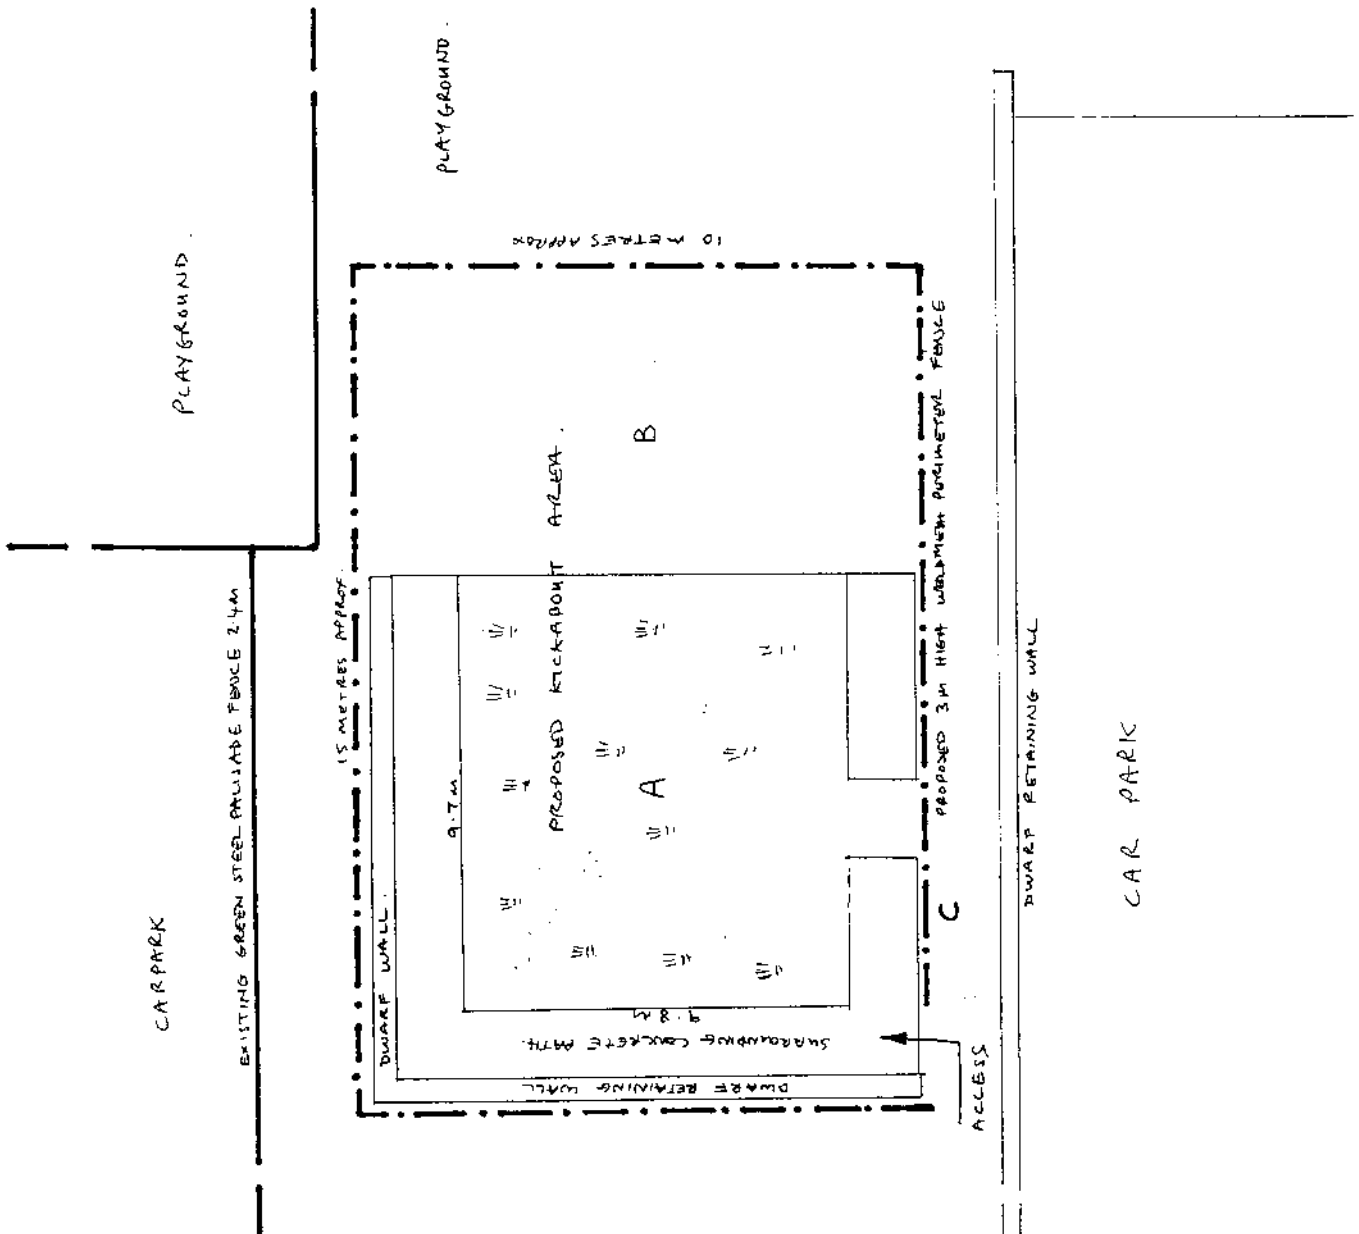 PLAYGROUND.
PLAYGROUND.
10 METRES APPROX
B
PROPOSED KICKABOUT AREA.
PROPOSED 3M HIGH WELDMESH PERIMETER FENCE
15 METRES APPROX.
EXISTING GREEN STEEL PALISADE FENCE 2.4M
9.7M
A
DWARF WALL.
C
DWARF RETAINING WALL
CAR PARK
CARPARK
9.8M
SURROUNDING CONCRETE PATH.
DWARF RETAINING WALL
ACCESS